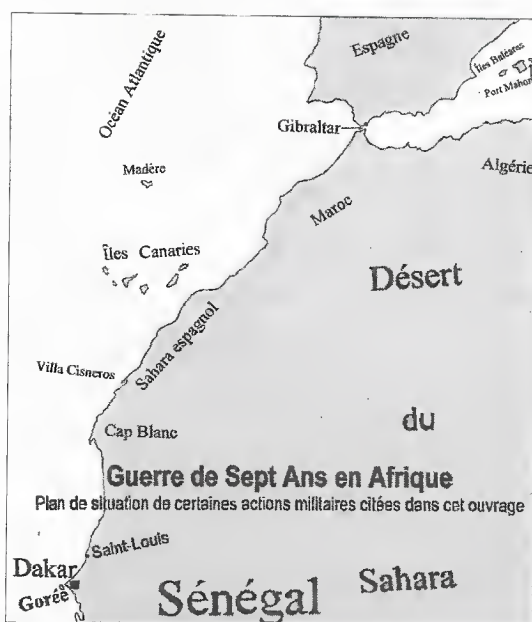 Océan Atlantique
Espagne
Îles Baléares
Port Mahon
Gibraltar
Algérie
Madère
Maroc
Îles Canaries
Désert
Sahara espagnol
Villa Cisneros
du
Cap Blanc
Guerre de Sept Ans en Afrique
Plan de situation de certaines actions militaires citées dans cet ouvrage
Saint-Louis
Dakar
Sahara
Gorée
Sénégal